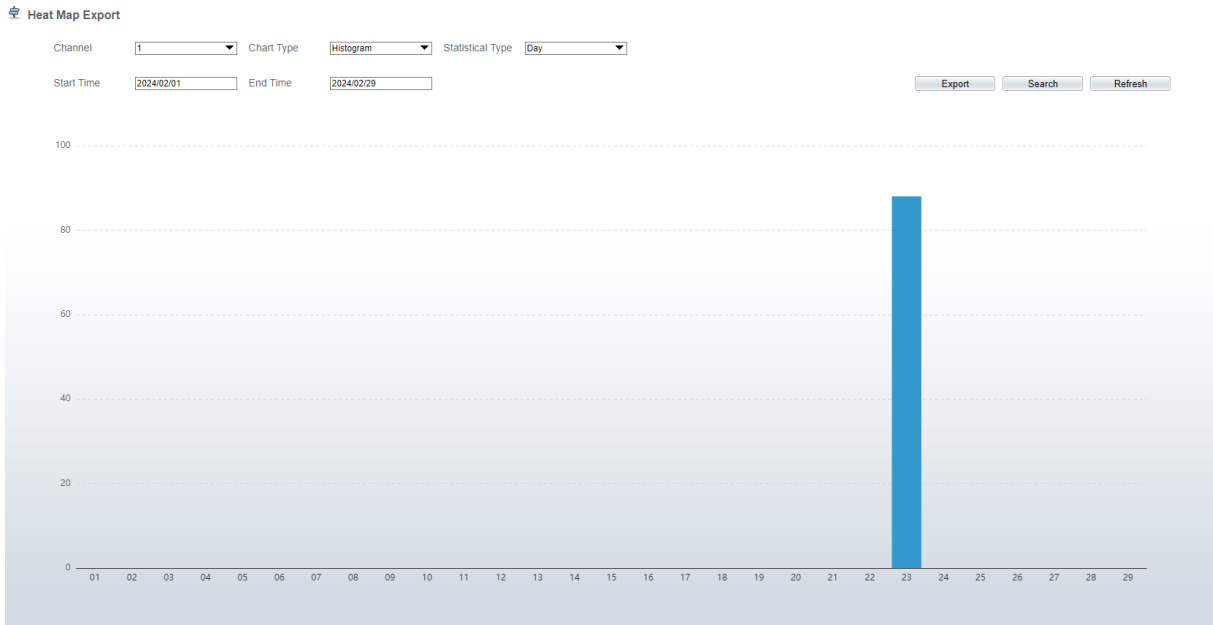 Heat Map Export
Channel 1 Chart Type Histogram Statistical Type Day
Start Time 2024/02/01 End Time 2024/02/29 Export Search Refresh
100
80
60
40
20
0
01 02 03 04 05 06 07 08 09 10 11 12 13 14 15 16 17 18 19 20 21 22 23 24 25 26 27 28 29